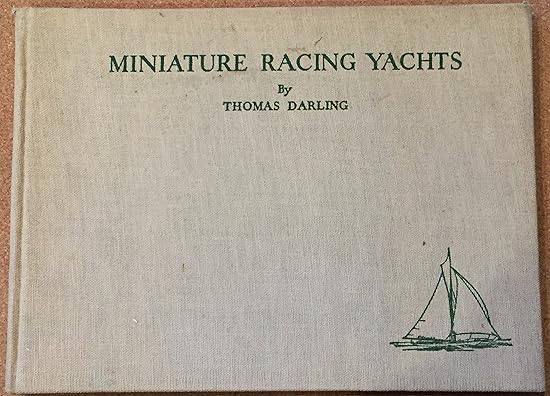 MINIATURE RACING YACHTS
By
THOMAS DARLING